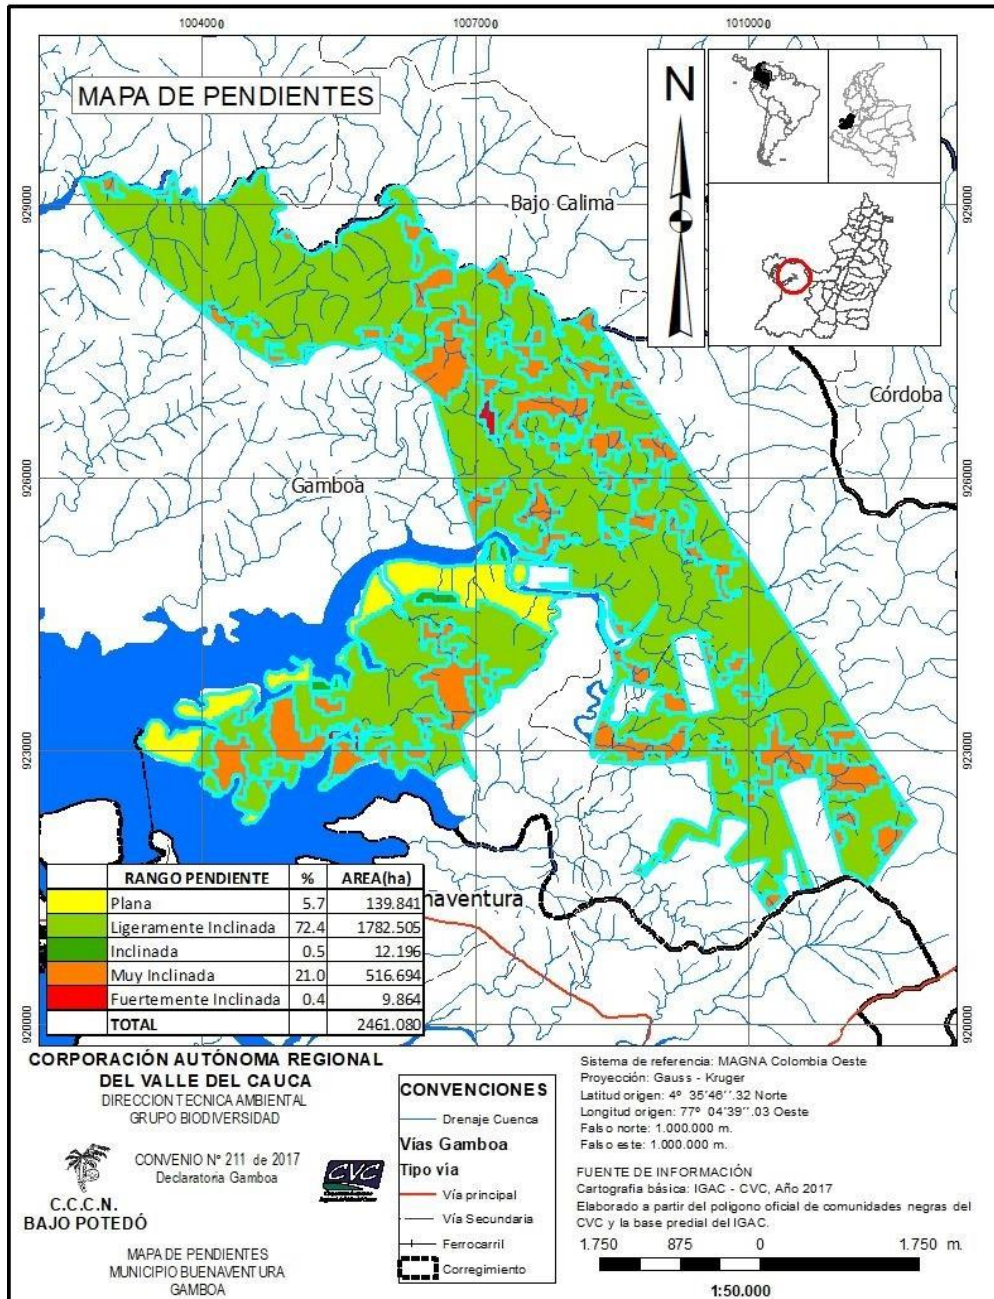 1004000 1007000 1010000
MAPA DE PENDIENTES
N
929000
929000
Bajo Calima
Córdoba
Gamboa
926000
926000
923000
923000
RANGO PENDIENTE % AREA(ha)
Plana 5.7 139.841
Ligeramente Inclinada 72.4 1782.505
Inclinada 0.5 12.196
Muy Inclinada 21.0 516.694
Fuertemente Inclinada 0.4 9.864
TOTAL 2461.080
naventura
920000
920000
CORPORACIÓN AUTÓNOMA REGIONAL
DEL VALLE DEL CAUCA
DIRECCION TECNICA AMBIENTAL
GRUPO BIODIVERSIDAD
CONVENIO N° 211 de 2017
Declaratoria Gamboa
C.C.C.N.
BAJO POTEDÓ
CVC
MAPA DE PENDIENTES
MUNICIPIO BUENAVENTURA
GAMBOA
CONVENCIONES
Drenaje Cuenca
Vías Gamboa
Tipo vía
Vía principal
Vía Secundaria
Ferrocarril
Corregimiento
Sistema de referencia: MAGNA Colombia Oeste
Proyección: Gauss - Kruger
Latitud origen: 4º 35'46''.32 Norte
Longitud origen: 77º 04'39''.03 Oeste
Falso norte: 1.000.000 m.
Falso este: 1.000.000 m.
FUENTE DE INFORMACIÓN
Cartografia básica: IGAC - CVC, Año 2017
Elaborado a partir del poligono oficial de comunidades negras del
CVC y la base predial del IGAC.
1.750 875 0 1.750 m.
1:50.000